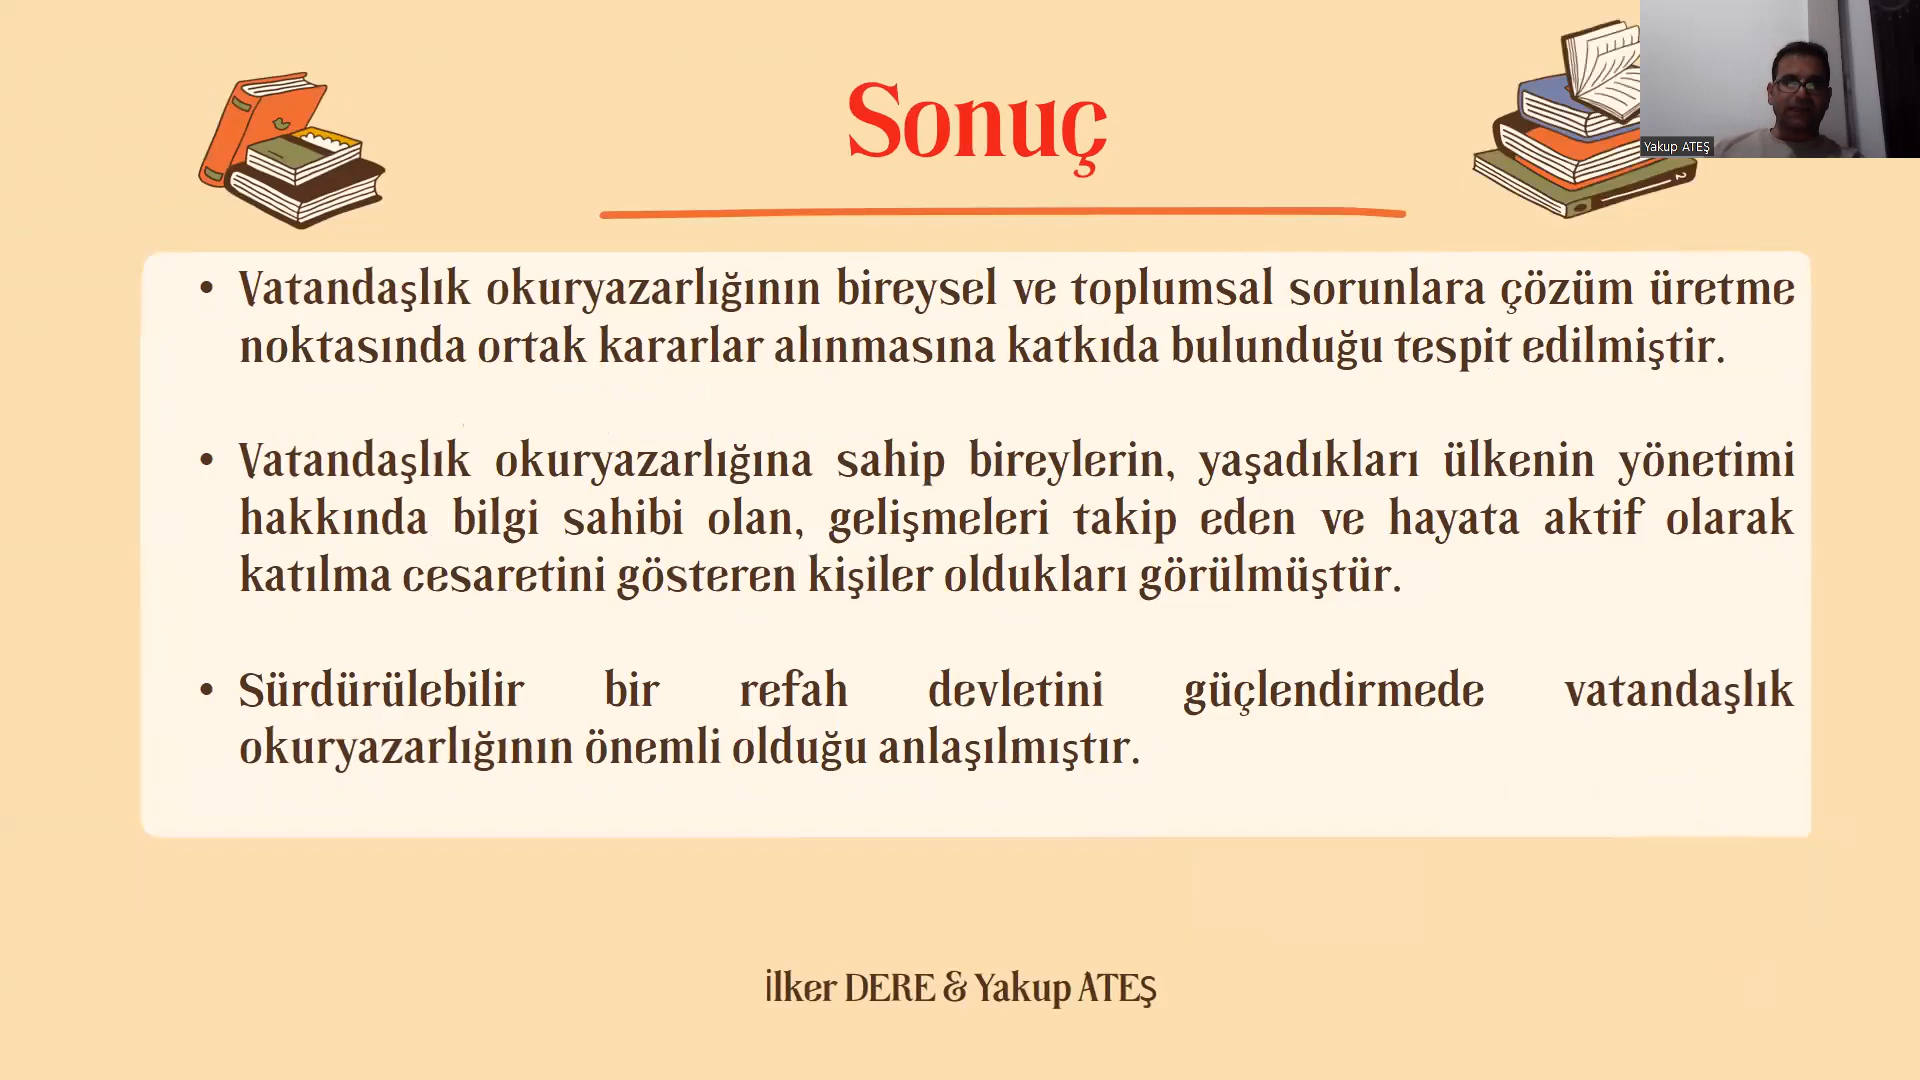 Sonuç
Yakup ATEŞ
• Vatandaşlık okuryazarlığının bireysel ve toplumsal sorunlara çözüm üretme
noktasında ortak kararlar alınmasına katkıda bulunduğu tespit edilmiştir.
• Vatandaşlık okuryazarlığına sahip bireylerin, yaşadıkları ülkenin yönetimi
hakkında bilgi sahibi olan, gelişmeleri takip eden ve hayata aktif olarak
katılma cesaretini gösteren kişiler oldukları görülmüştür.
• Sürdürülebilir bir refah devletini güçlendirmede vatandaşlık
okuryazarlığının önemli olduğu anlaşılmıştır.
İlker DERE & Yakup ATEŞ